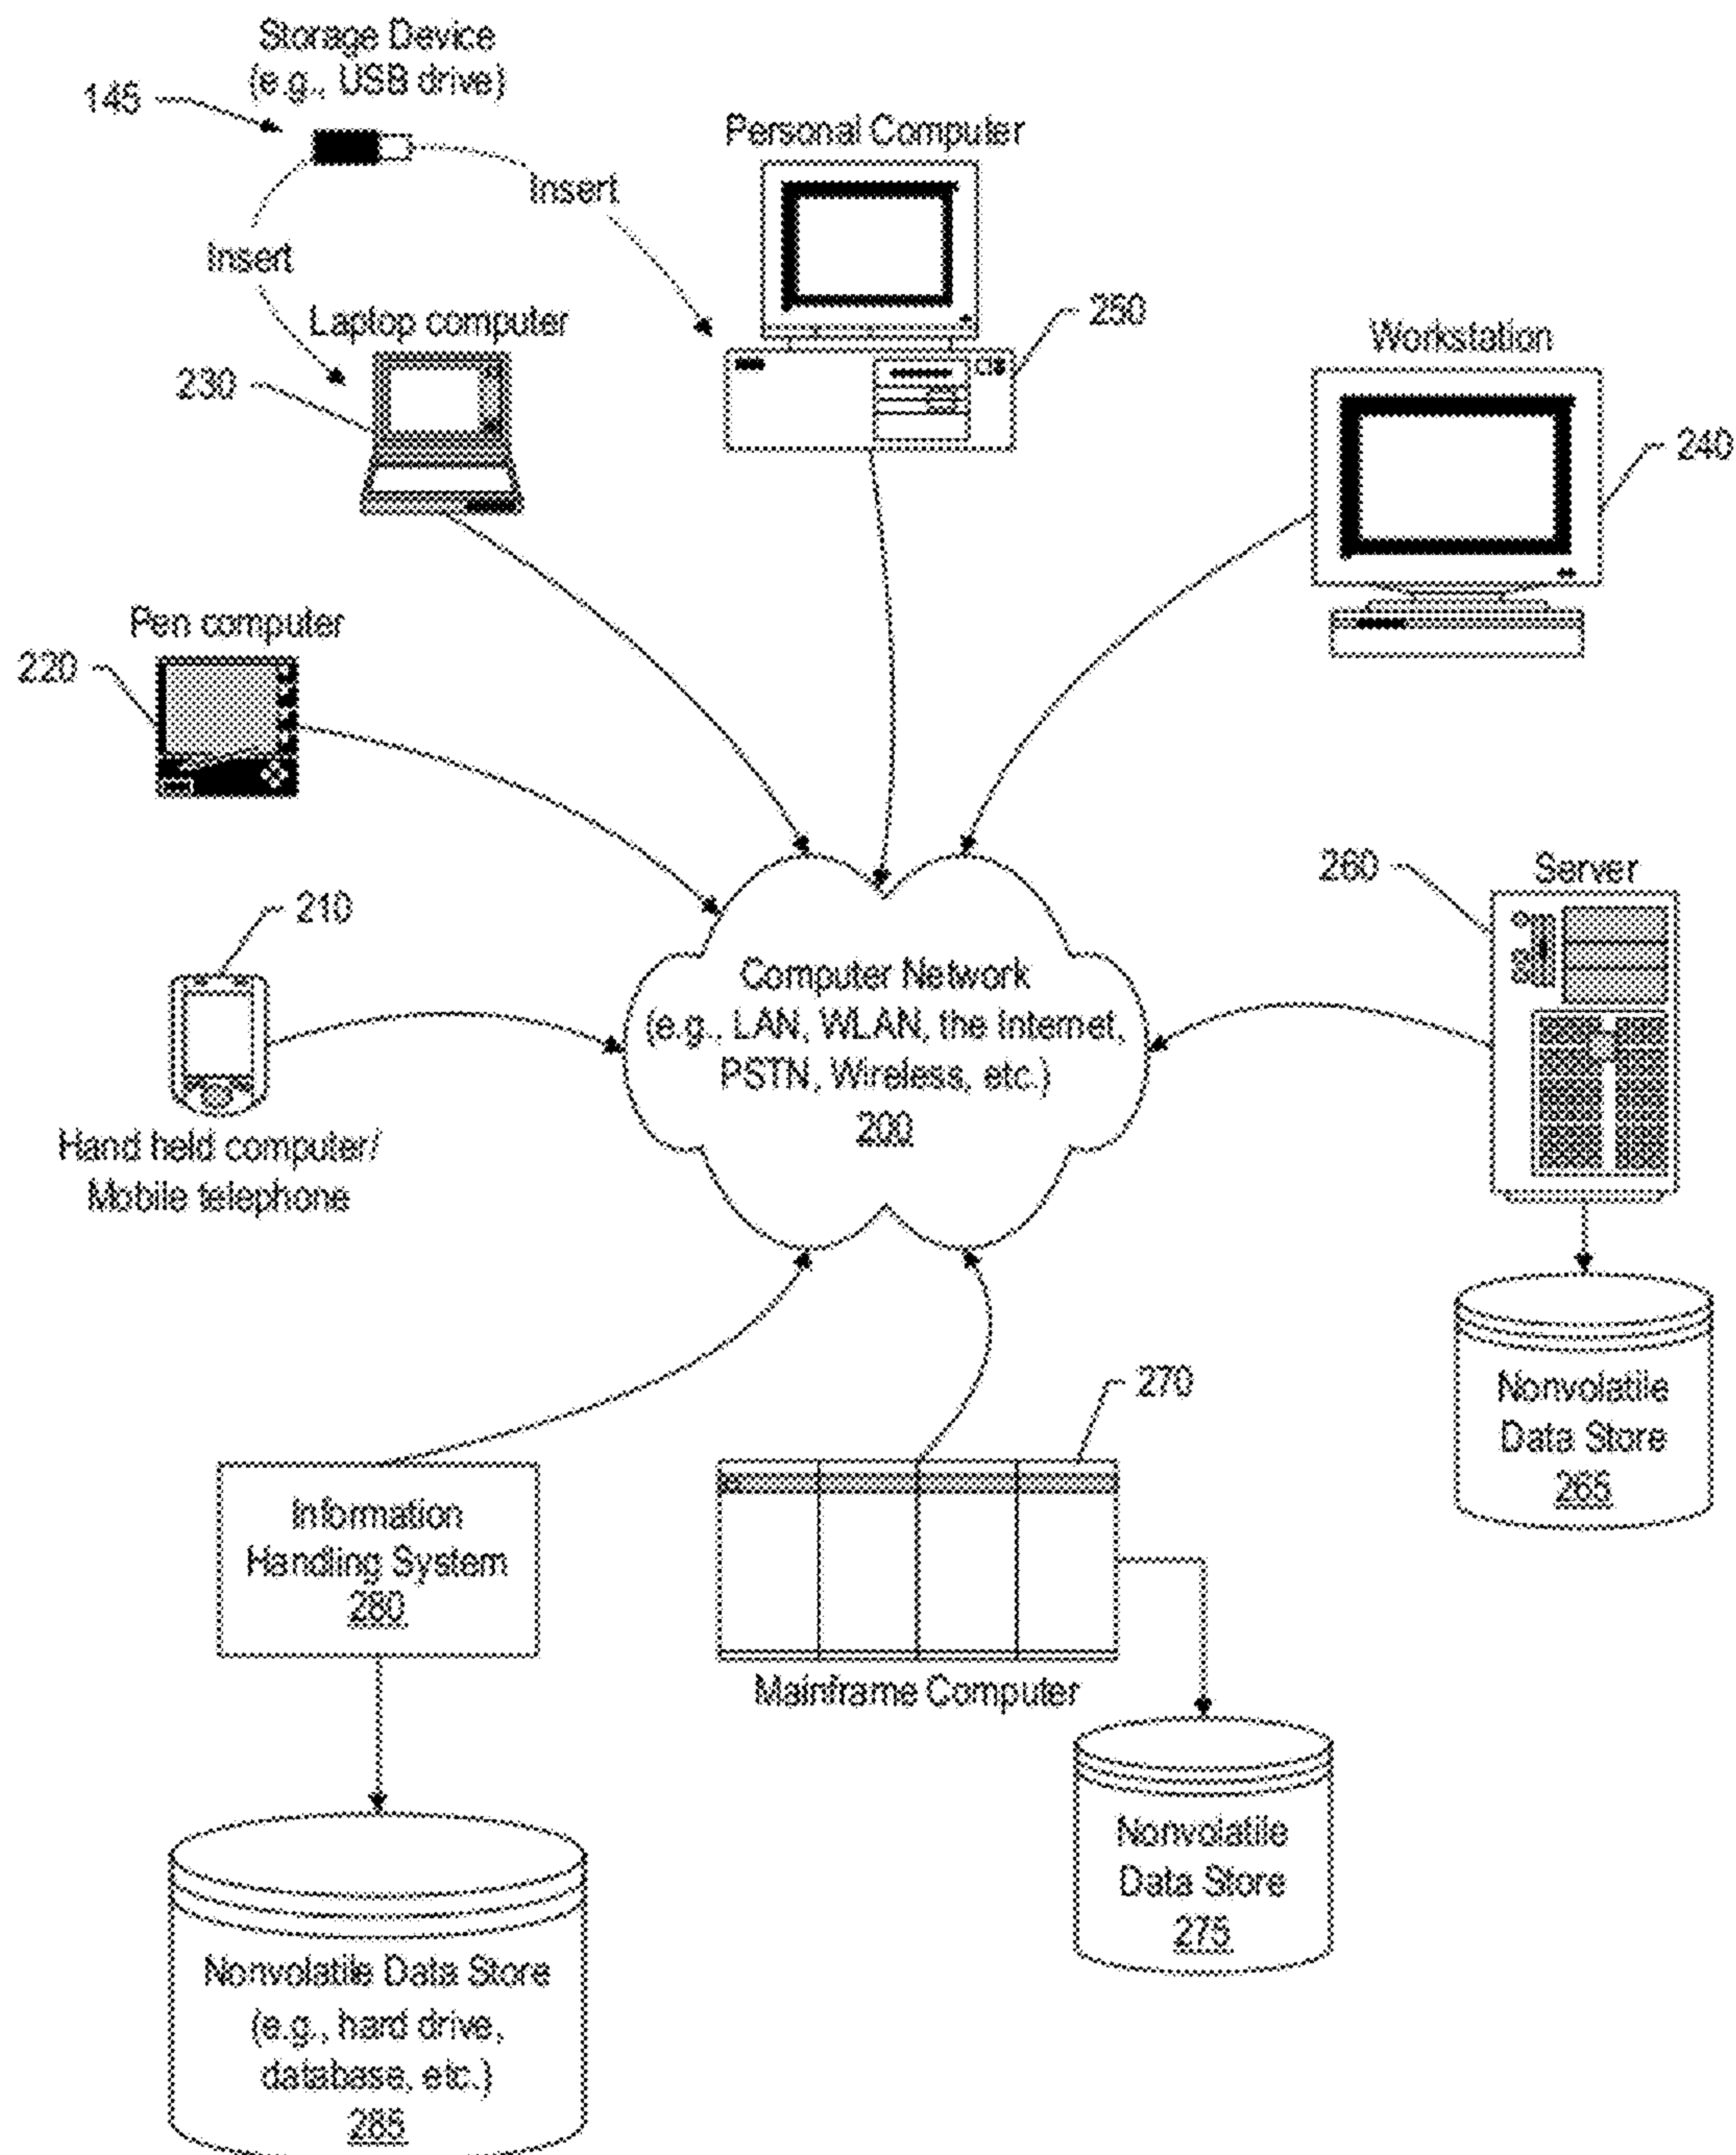 Storage Device
(e.g., USB drive)
145
Personal Computer
Insert
Insert
Laptop computer
230
250
Workstation
240
Pen computer
220
210
Hand held computer/
Mobile telephone
Computer Network
(e.g., LAN, WLAN, the Internet,
PSTN, Wireless, etc.)
200
260
Server
Nonvolatile
Data Store
265
270
Information
Handling System
280
Mainframe Computer
Nonvolatile
Data Store
275
Nonvolatile Data Store
(e.g., hard drive,
database, etc.)
285